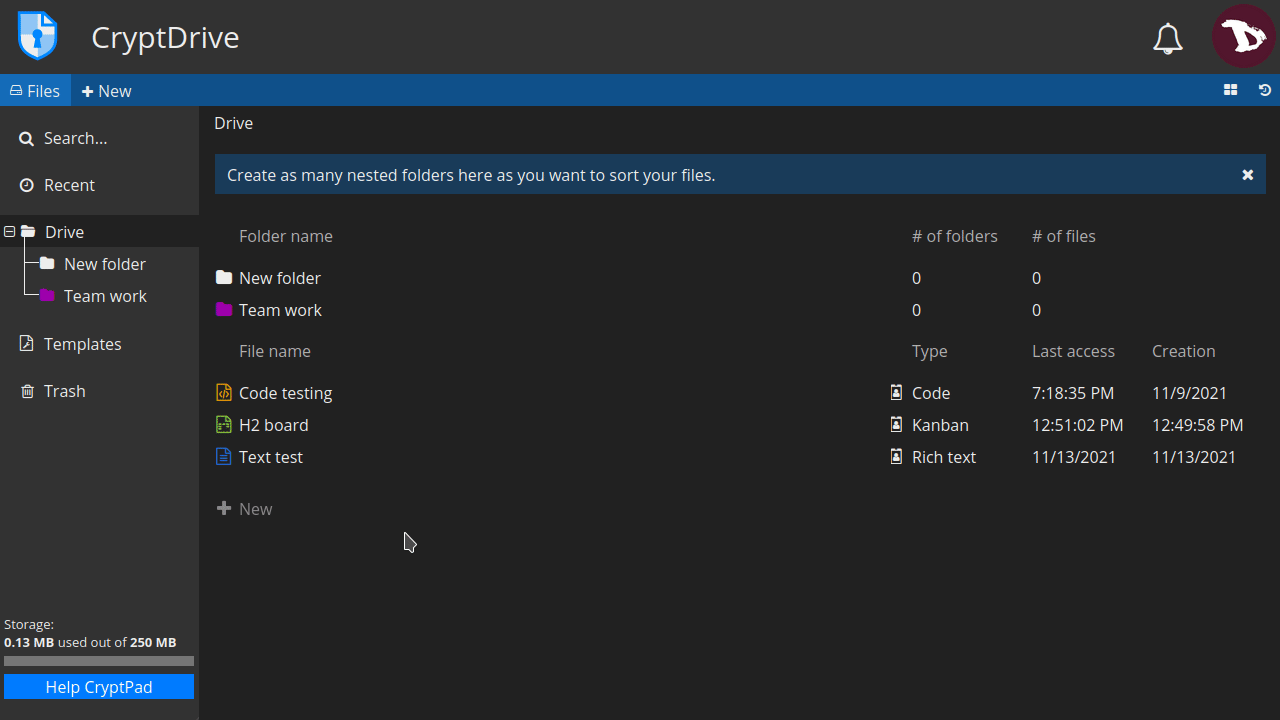 CryptDrive
Files
New
Search...
Recent
Drive
New folder
Team work
Templates
Trash
Storage:
0.13 MB used out of 250 MB
Help CryptPad
Drive
Create as many nested folders here as you want to sort your files.
Folder name # of folders # of files
New folder 0 0
Team work 0 0
File name Type Last access Creation
Code testing Code 7:18:35 PM 11/9/2021
H2 board Kanban 12:51:02 PM 12:49:58 PM
Text test Rich text 11/13/2021 11/13/2021
New